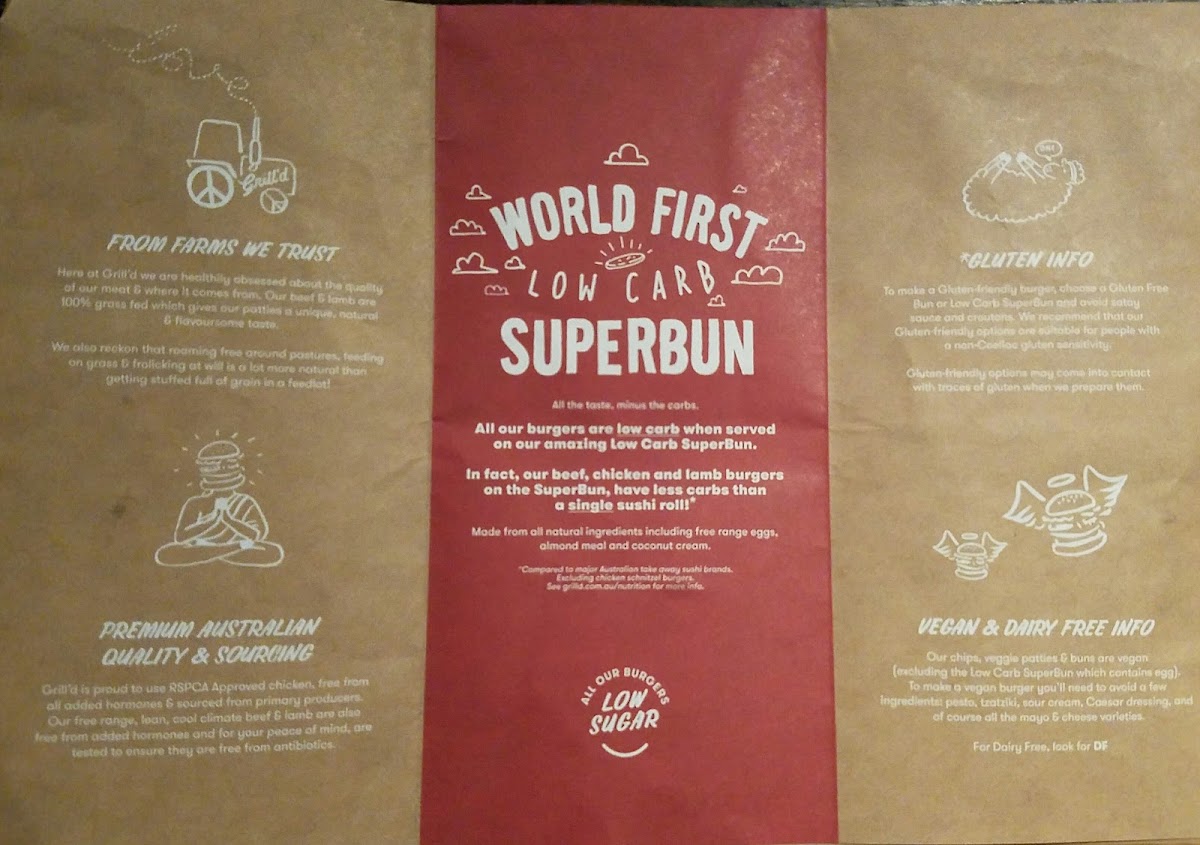 Grill'd
FROM FARMS WE TRUST
Here at Grill'd we are healthily obsessed about the quality
of our meat & where it comes from. Our beef & lamb are
100% grass fed which gives our patties a unique, natural
& flavoursome taste.
We also reckon that roaming free around pastures, feeding
on grass & frolicking at will is a lot more natural than
getting stuffed full of grain in a feedlot!
PREMIUM AUSTRALIAN
QUALITY & SOURCING
Grill'd is proud to use RSPCA Approved chicken, free from
all added hormones & sourced from primary producers.
Our free range, lean, cool climate beef & lamb are also
free from added hormones and for your peace of mind, are
tested to ensure they are free from antibiotics.
WORLD FIRST
LOW CARB
SUPERBUN
All the taste, minus the carbs.
All our burgers are low carb when served
on our amazing Low Carb SuperBun.
In fact, our beef, chicken and lamb burgers
on the SuperBun, have less carbs than
a single sushi roll!*
Made from all natural ingredients including free range eggs,
almond meal and coconut cream.
*Compared to major Australian take away sushi brands.
Excluding chicken schnitzel burgers.
See grilld.com.au/nutrition for more info.
ALL OUR BURGERS
LOW
SUGAR
*GLUTEN INFO
To make a Gluten-friendly burger, choose a Gluten Free
Bun or Low Carb SuperBun and avoid satay
sauce and croutons. We recommend that our
Gluten-friendly options are suitable for people with
a non-Coeliac gluten sensitivity.
Gluten-friendly options may come into contact
with traces of gluten when we prepare them.
VEGAN & DAIRY FREE INFO
Our chips, veggie patties & buns are vegan
(excluding the Low Carb SuperBun which contains egg).
To make a vegan burger you'll need to avoid a few
ingredients: pesto, tzatziki, sour cream, Caesar dressing, and
of course all the mayo & cheese varieties.
For Dairy Free, look for DF